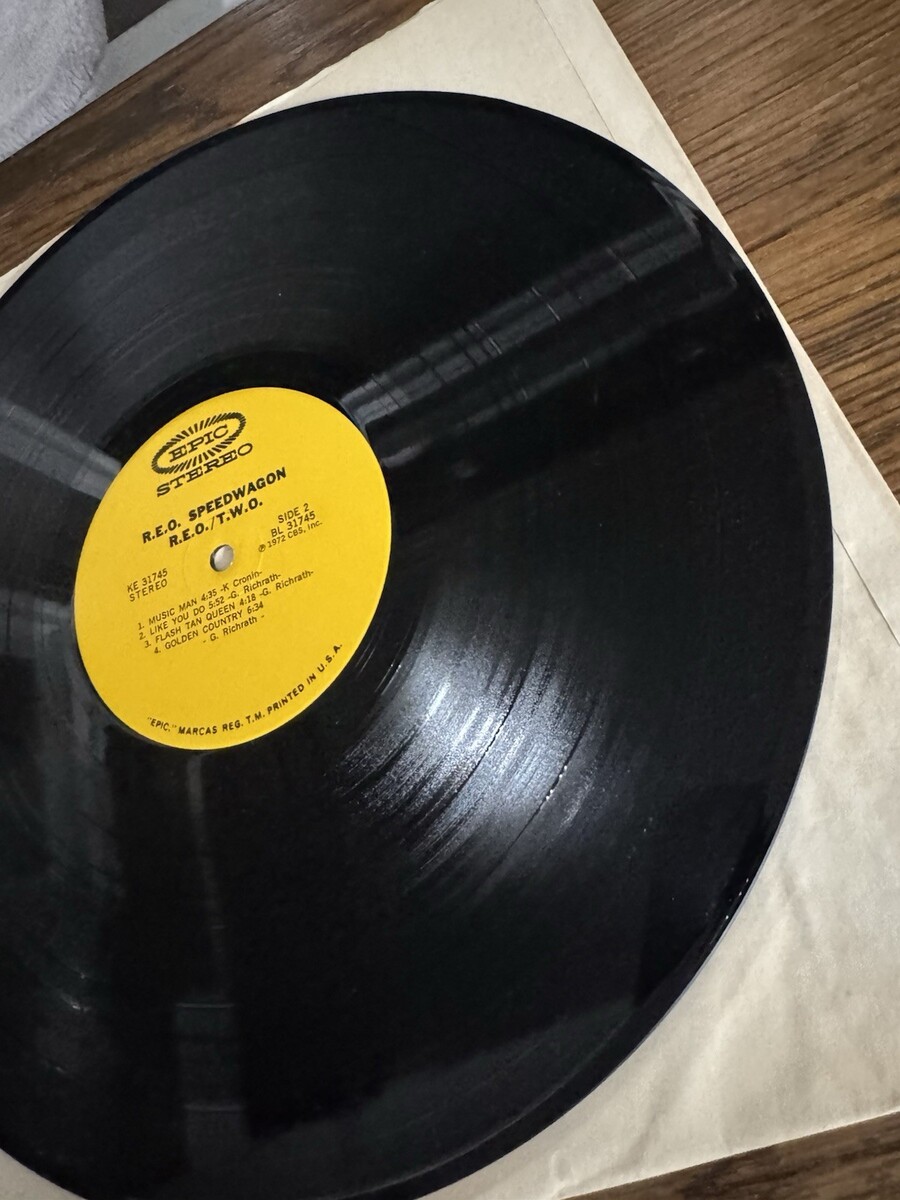 EPIC
STEREO
R.E.O. SPEEDWAGON
R.E.O./T.W.O.
SIDE 2
BL 31745
℗ 1972 CBS, Inc.
KE 31745
STEREO
1. MUSIC MAN 4:35 -K Cronin-
2. LIKE YOU DO 5:52 -G. Richrath-
3. FLASH TAN QUEEN 4:18 -G. Richrath-
4. GOLDEN COUNTRY 6:34
- G. Richrath -
"EPIC," MARCAS REG. T.M. PRINTED IN U.S.A.